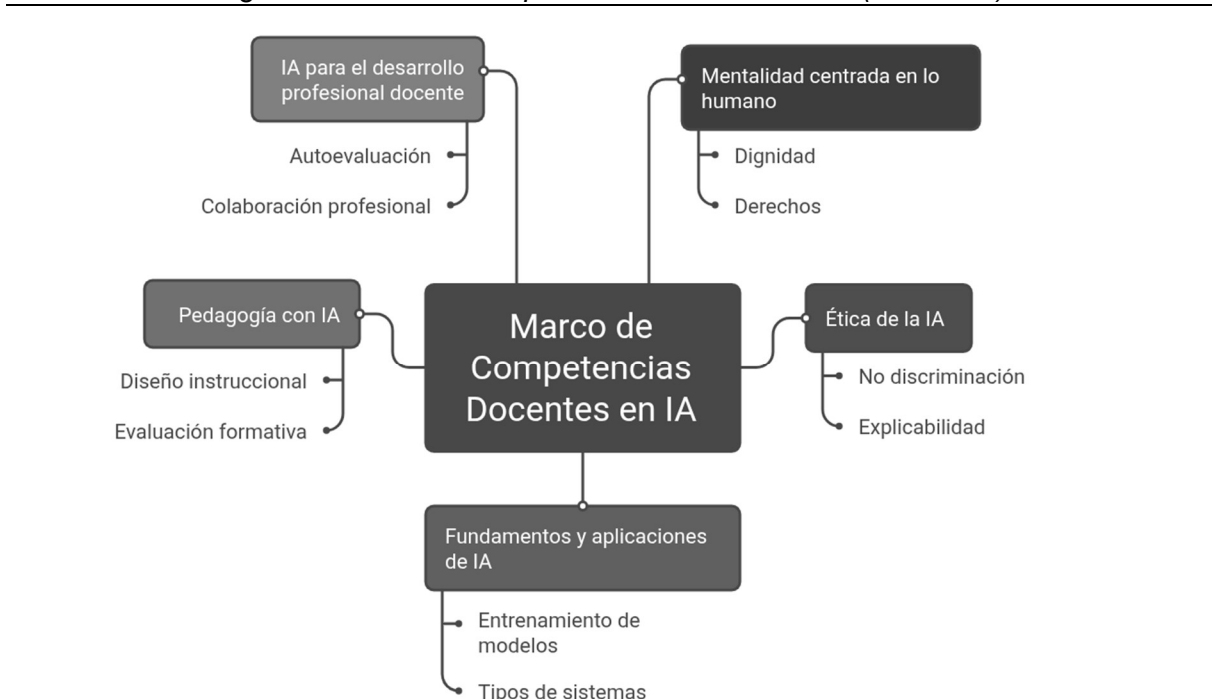 IA para el desarrollo
profesional docente
Autoevaluación
Colaboración profesional
Mentalidad centrada en lo
humano
Dignidad
Derechos
Pedagogía con IA
Diseño instruccional
Evaluación formativa
Marco de
Competencias
Docentes en IA
Ética de la IA
No discriminación
Explicabilidad
Fundamentos y aplicaciones
de IA
Entrenamiento de
modelos
Tipos de sistemas